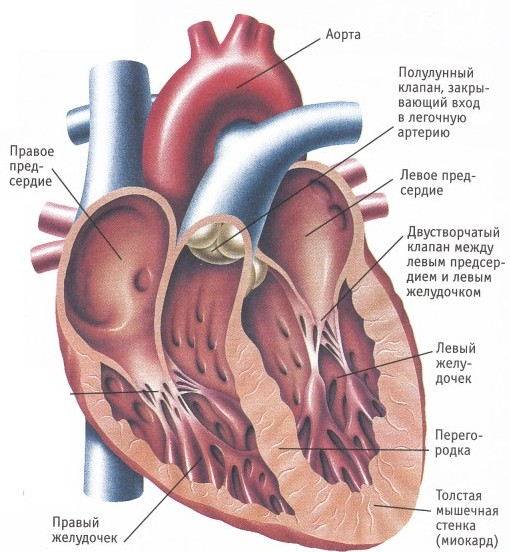 Аорта
Полулунный
клапан, закры-
вающий вход
в легочную
артерию
Правое
пред-
сердие
Левое пред-
сердие
Двустворчатый
клапан между
левым предсер-
дием и левым
желудочком
Левый
желу-
дочек
Перего-
родка
Толстая
мышечная
стенка
(миокард)
Правый
желудочек